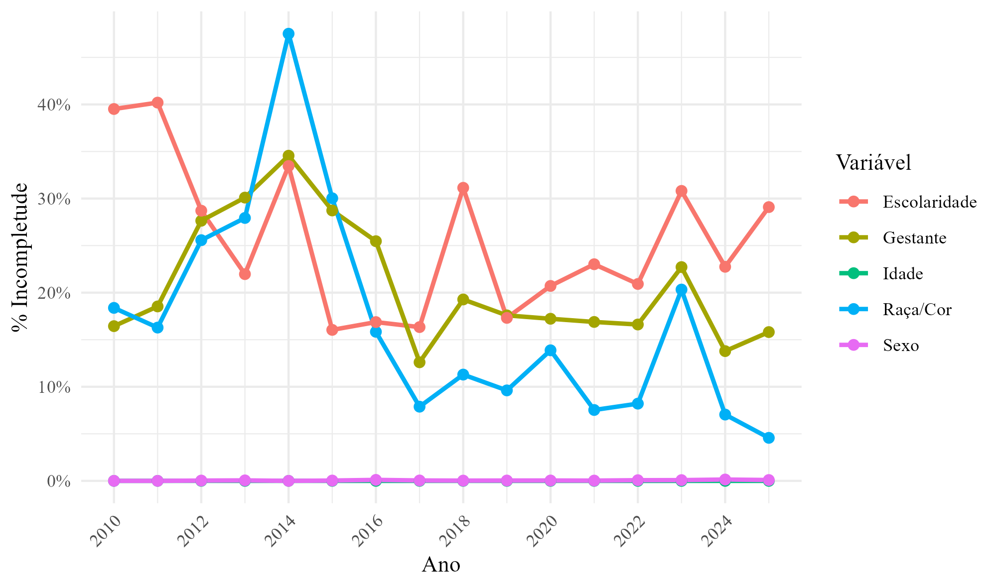 % Incompletude
40%
30%
20%
10%
0%
2010
2012
2014
2016
2018
2020
2022
2024
Ano
Variável
Escolaridade
Gestante
Idade
Raça/Cor
Sexo